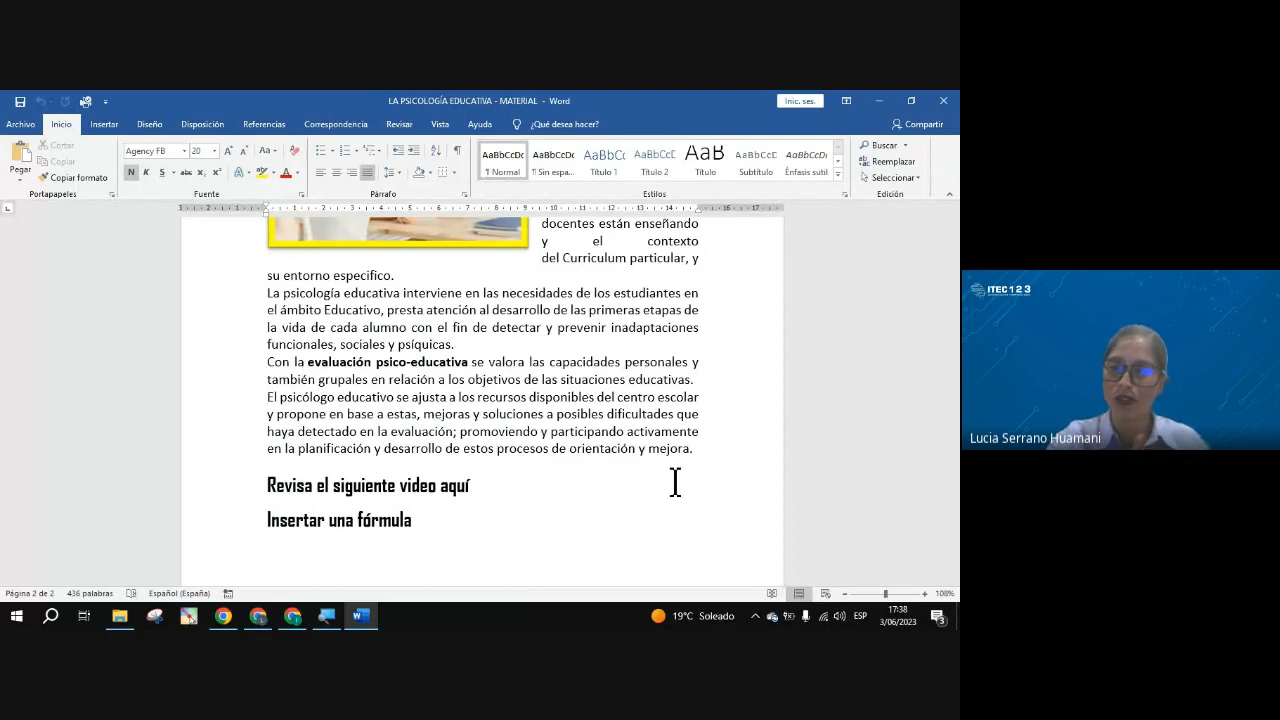 LA PSICOLOGÍA EDUCATIVA - MATERIAL - Word
Inic. ses.
Archivo Inicio Insertar Diseño Disposición Referencias Correspondencia Revisar Vista Ayuda ¿Qué desea hacer? Compartir
Pegar
Cortar
Copiar
Copiar formato
Portapapeles
Agency FB 20
Fuente
Párrafo
AaBbCcDc AaBbCcDc AaBbCc AaBbCcC AaB AaBbCcC AaBbCcDc
¶ Normal ¶ Sin espa... Título 1 Título 2 Título Subtítulo Énfasis sutil
Estilos
Buscar
Reemplazar
Seleccionar
Edición
docentes están enseñando
y el contexto
del Curriculum particular, y
su entorno especifico.
La psicología educativa interviene en las necesidades de los estudiantes en
el ámbito Educativo, presta atención al desarrollo de las primeras etapas de
la vida de cada alumno con el fin de detectar y prevenir inadaptaciones
funcionales, sociales y psíquicas.
Con la evaluación psico-educativa se valora las capacidades personales y
también grupales en relación a los objetivos de las situaciones educativas.
El psicólogo educativo se ajusta a los recursos disponibles del centro escolar
y propone en base a estas, mejoras y soluciones a posibles dificultades que
haya detectado en la evaluación; promoviendo y participando activamente
en la planificación y desarrollo de estos procesos de orientación y mejora.
Revisa el siguiente video aquí
Insertar una fórmula
Página 2 de 2 436 palabras Español (España) 108%
19°C Soleado ESP
17:38
3/06/2023
3
ITEC 1 2 3
Lucia Serrano Huamani